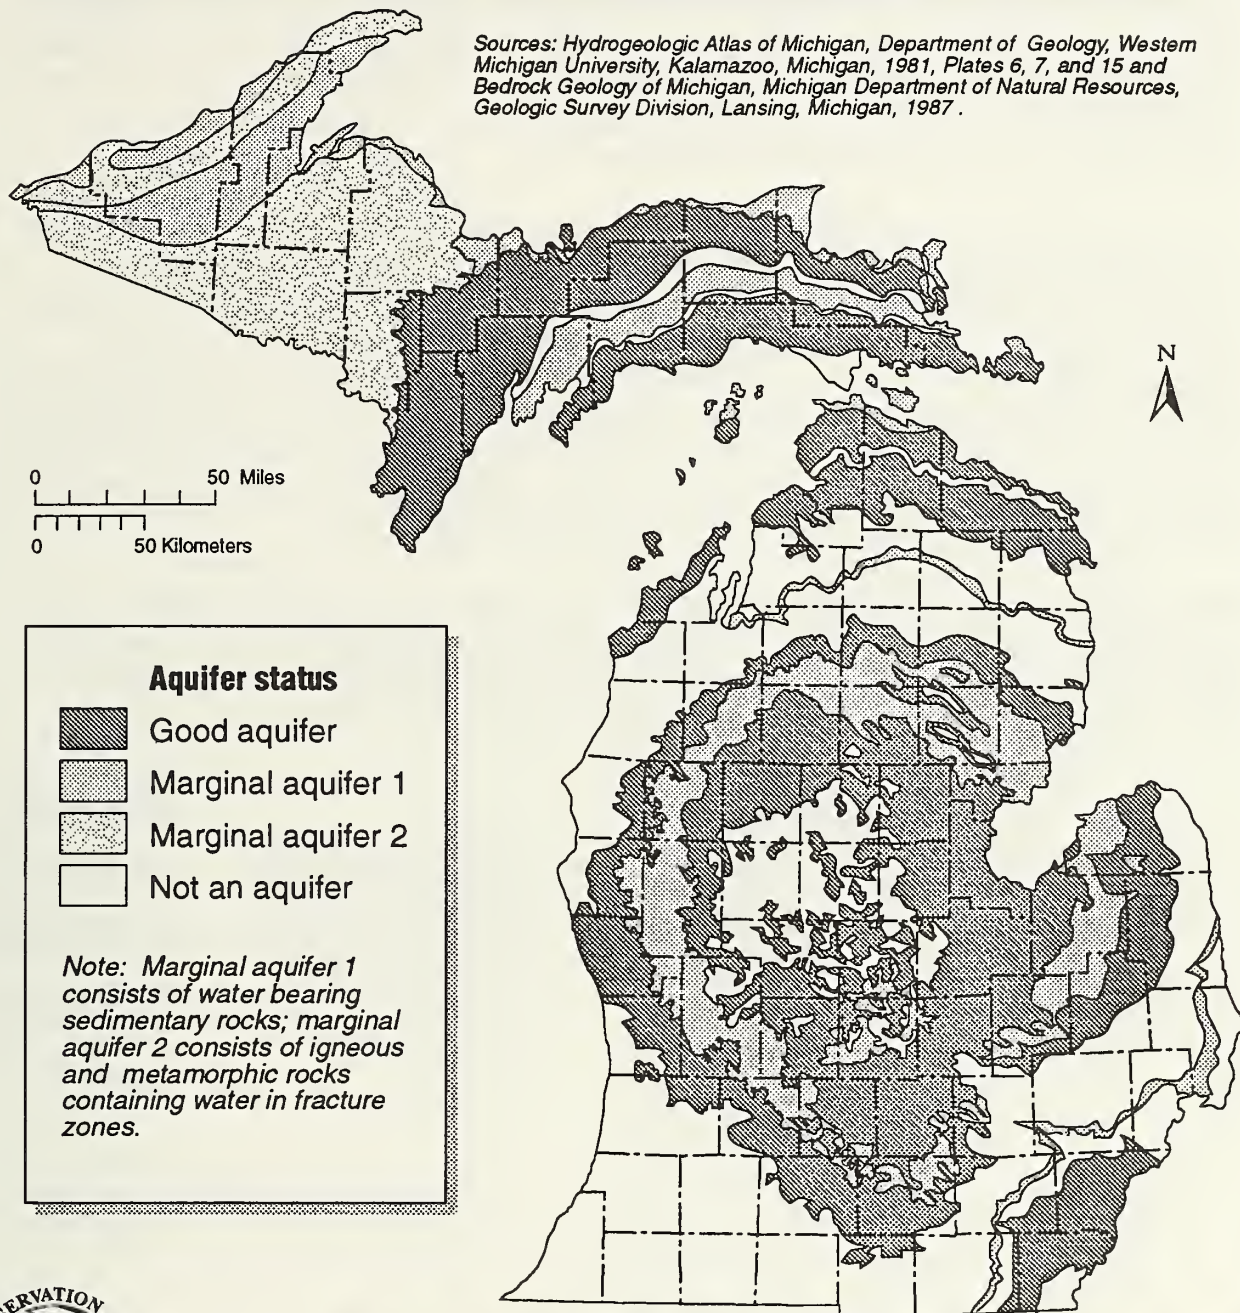 Sources: Hydrogeologic Atlas of Michigan, Department of Geology, Western
Michigan University, Kalamazoo, Michigan, 1981, Plates 6, 7, and 15 and
Bedrock Geology of Michigan, Michigan Department of Natural Resources,
Geologic Survey Division, Lansing, Michigan, 1987 .
N
0 50 Miles
0 50 Kilometers
Aquifer status
Good aquifer
Marginal aquifer 1
Marginal aquifer 2
Not an aquifer
Note: Marginal aquifer 1
consists of water bearing
sedimentary rocks; marginal
aquifer 2 consists of igneous
and metamorphic rocks
containing water in fracture
zones.